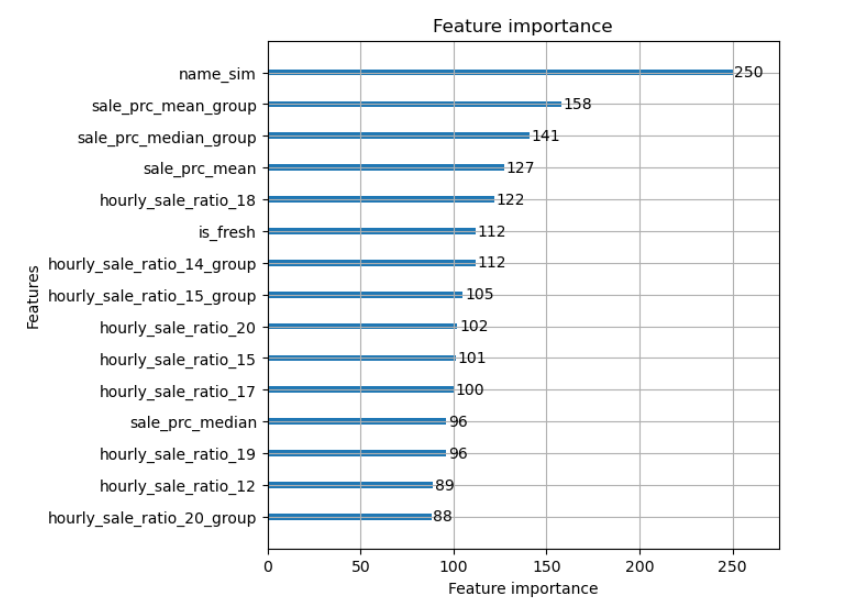 Feature importance
name_sim 250
sale_prc_mean_group 158
sale_prc_median_group 141
sale_prc_mean 127
hourly_sale_ratio_18 122
is_fresh 112
hourly_sale_ratio_14_group 112
hourly_sale_ratio_15_group 105
hourly_sale_ratio_20 102
hourly_sale_ratio_15 101
hourly_sale_ratio_17 100
sale_prc_median 96
hourly_sale_ratio_19 96
hourly_sale_ratio_12 89
hourly_sale_ratio_20_group 88
Features
0 50 100 150 200 250
Feature importance